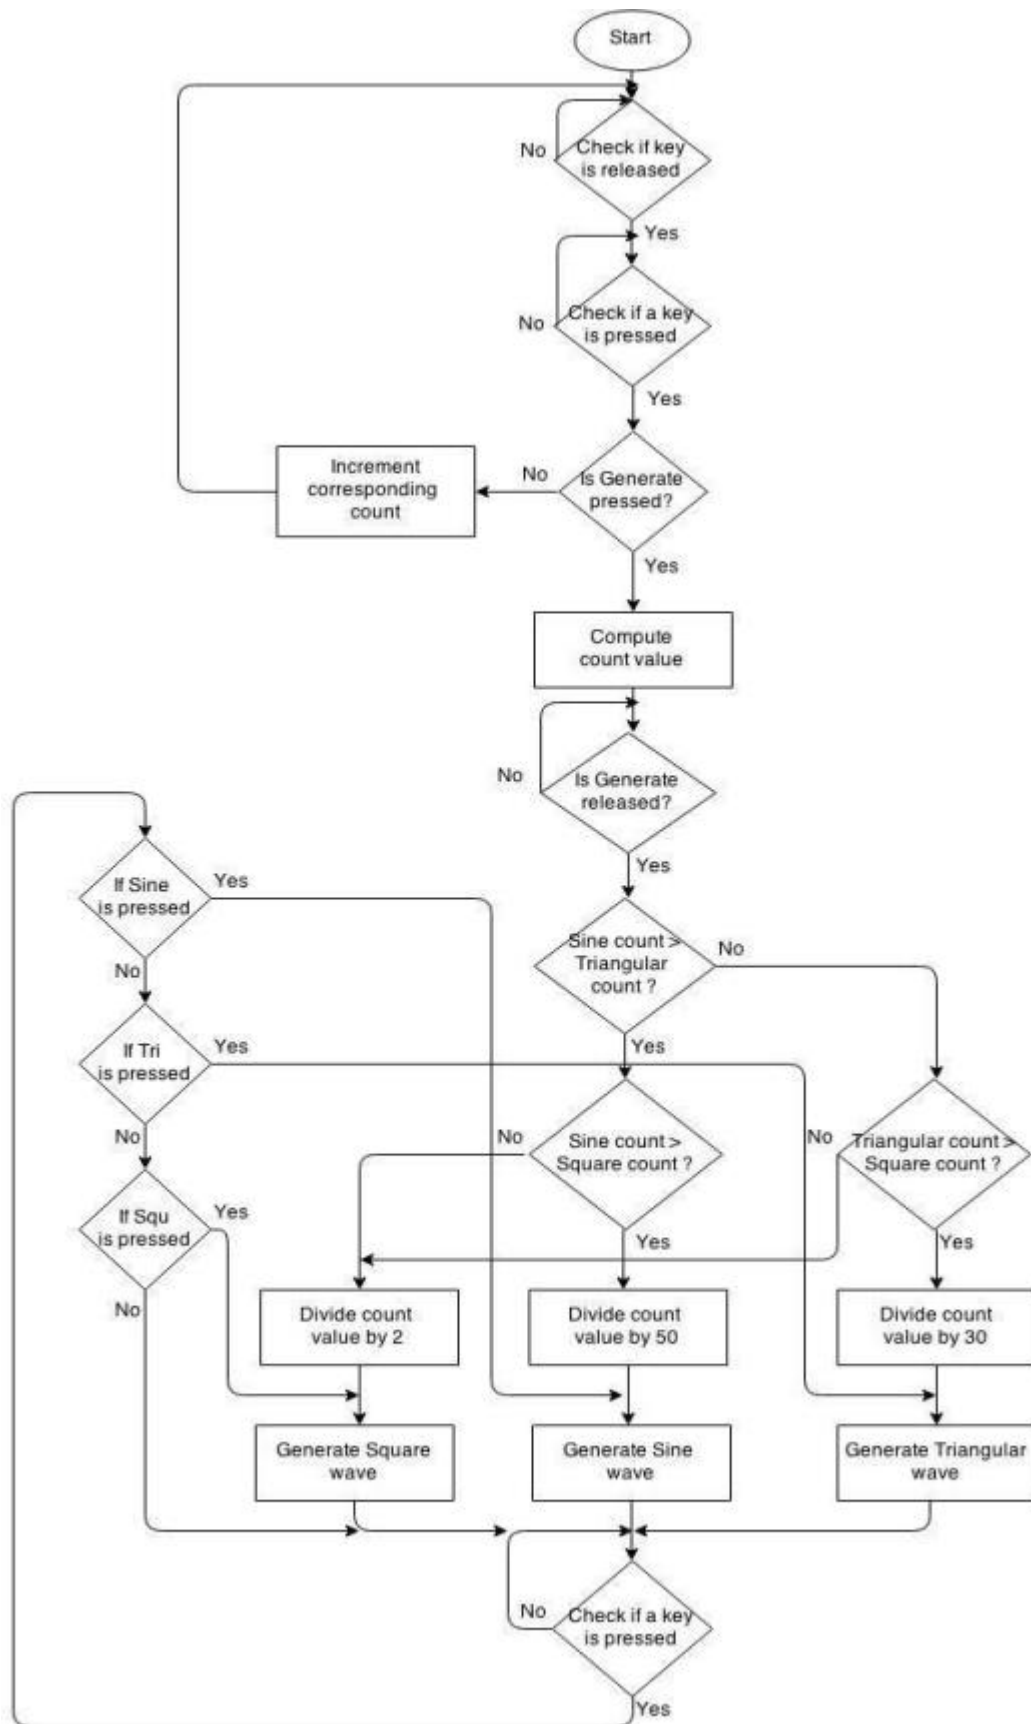 Start
No
Check if key
is released
Yes
No
Check if a key
is pressed
Yes
No
Is Generate
pressed?
Increment
corresponding
count
Yes
Compute
count value
No
Is Generate
released?
Yes
If Sine
is pressed
Yes
No
Sine count >
Triangular
count ?
No
Yes
If Tri
is pressed
Yes
No
No
Sine count >
Square count ?
Yes
No
Triangular count >
Square count ?
Yes
If Squ
is pressed
Yes
No
Divide count
value by 2
Divide count
value by 50
Divide count
value by 30
Generate Square
wave
Generate Sine
wave
Generate Triangular
wave
No
Check if a key
is pressed
Yes